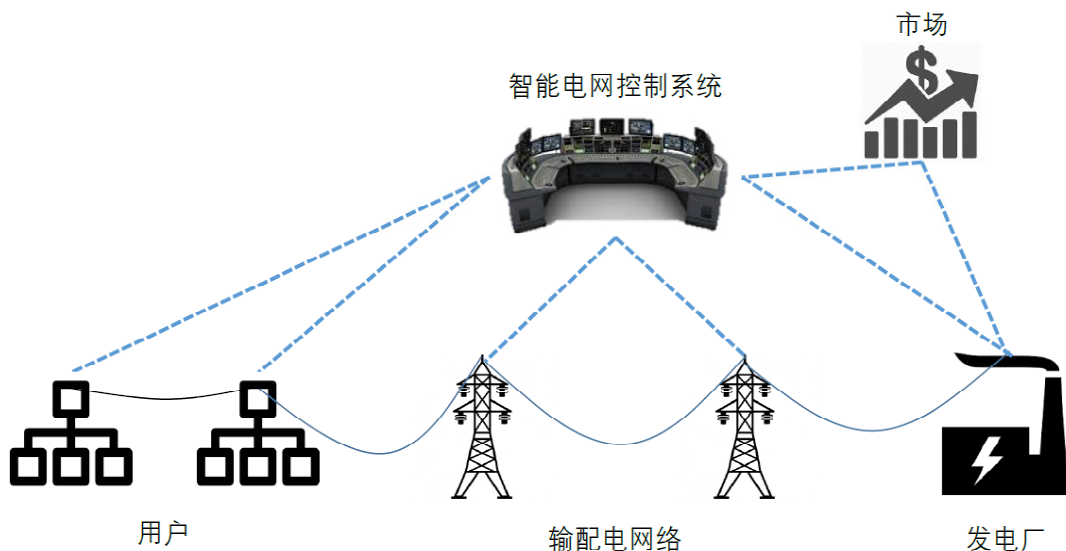 市场
智能电网控制系统
用户
输配电网络
发电厂